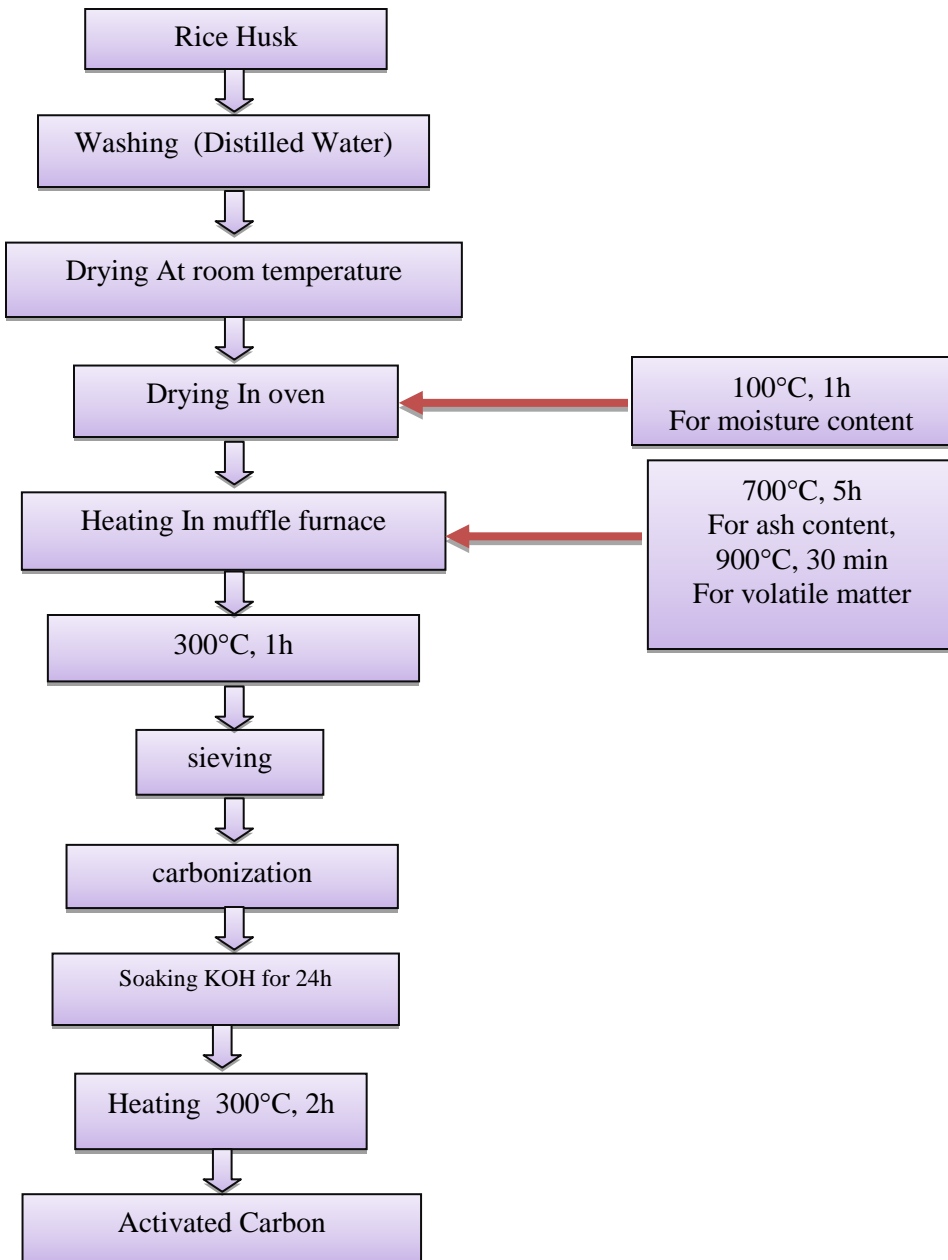 Rice Husk
Washing  (Distilled Water)
Drying At room temperature
Drying In oven
100°C, 1h
For moisture content
Heating In muffle furnace
700°C, 5h
For ash content,
900°C, 30 min
For volatile matter
300°C, 1h
sieving
carbonization
Soaking KOH for 24h
Heating  300°C, 2h
Activated Carbon